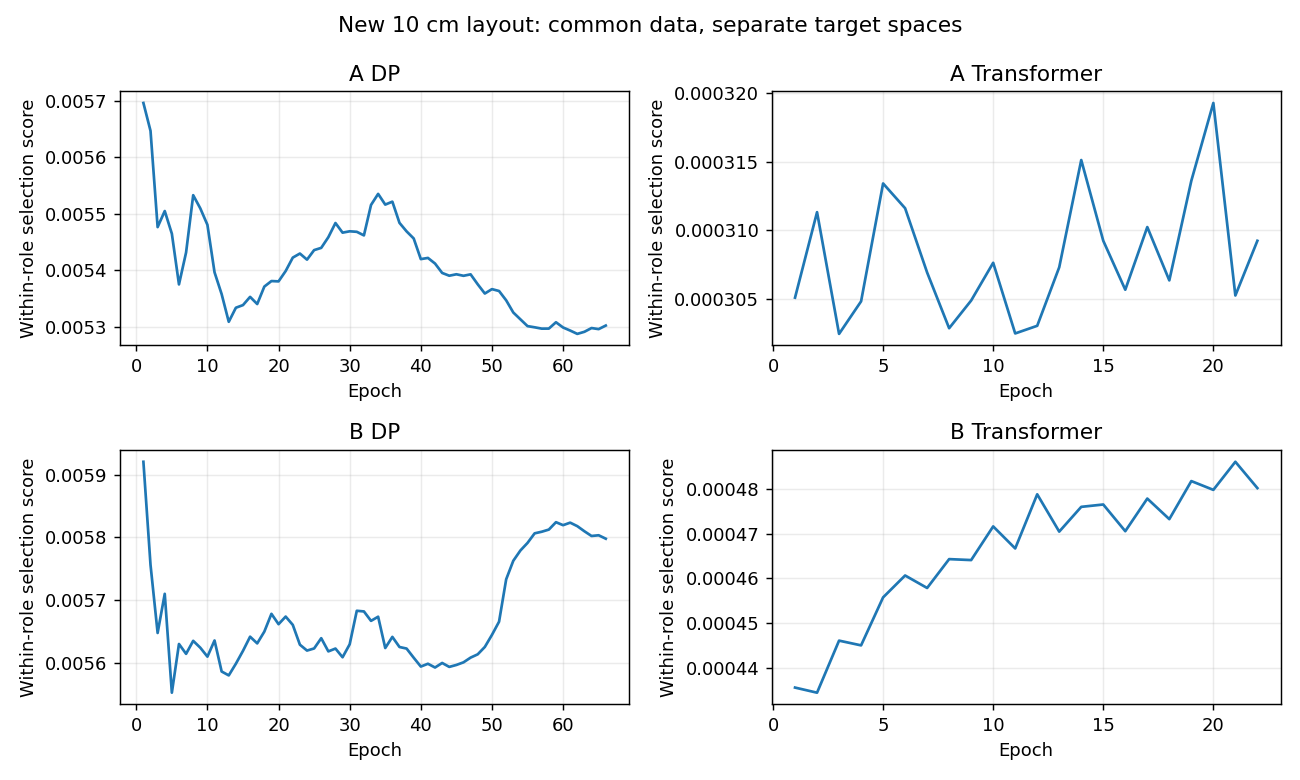 New 10 cm layout: common data, separate target spaces
A DP
Within-role selection score
0.0057
0.0056
0.0055
0.0054
0.0053
0 10 20 30 40 50 60
Epoch
A Transformer
Within-role selection score
0.000320
0.000315
0.000310
0.000305
0 5 10 15 20
Epoch
B DP
Within-role selection score
0.0059
0.0058
0.0057
0.0056
0 10 20 30 40 50 60
Epoch
B Transformer
Within-role selection score
0.00048
0.00047
0.00046
0.00045
0.00044
0 5 10 15 20
Epoch